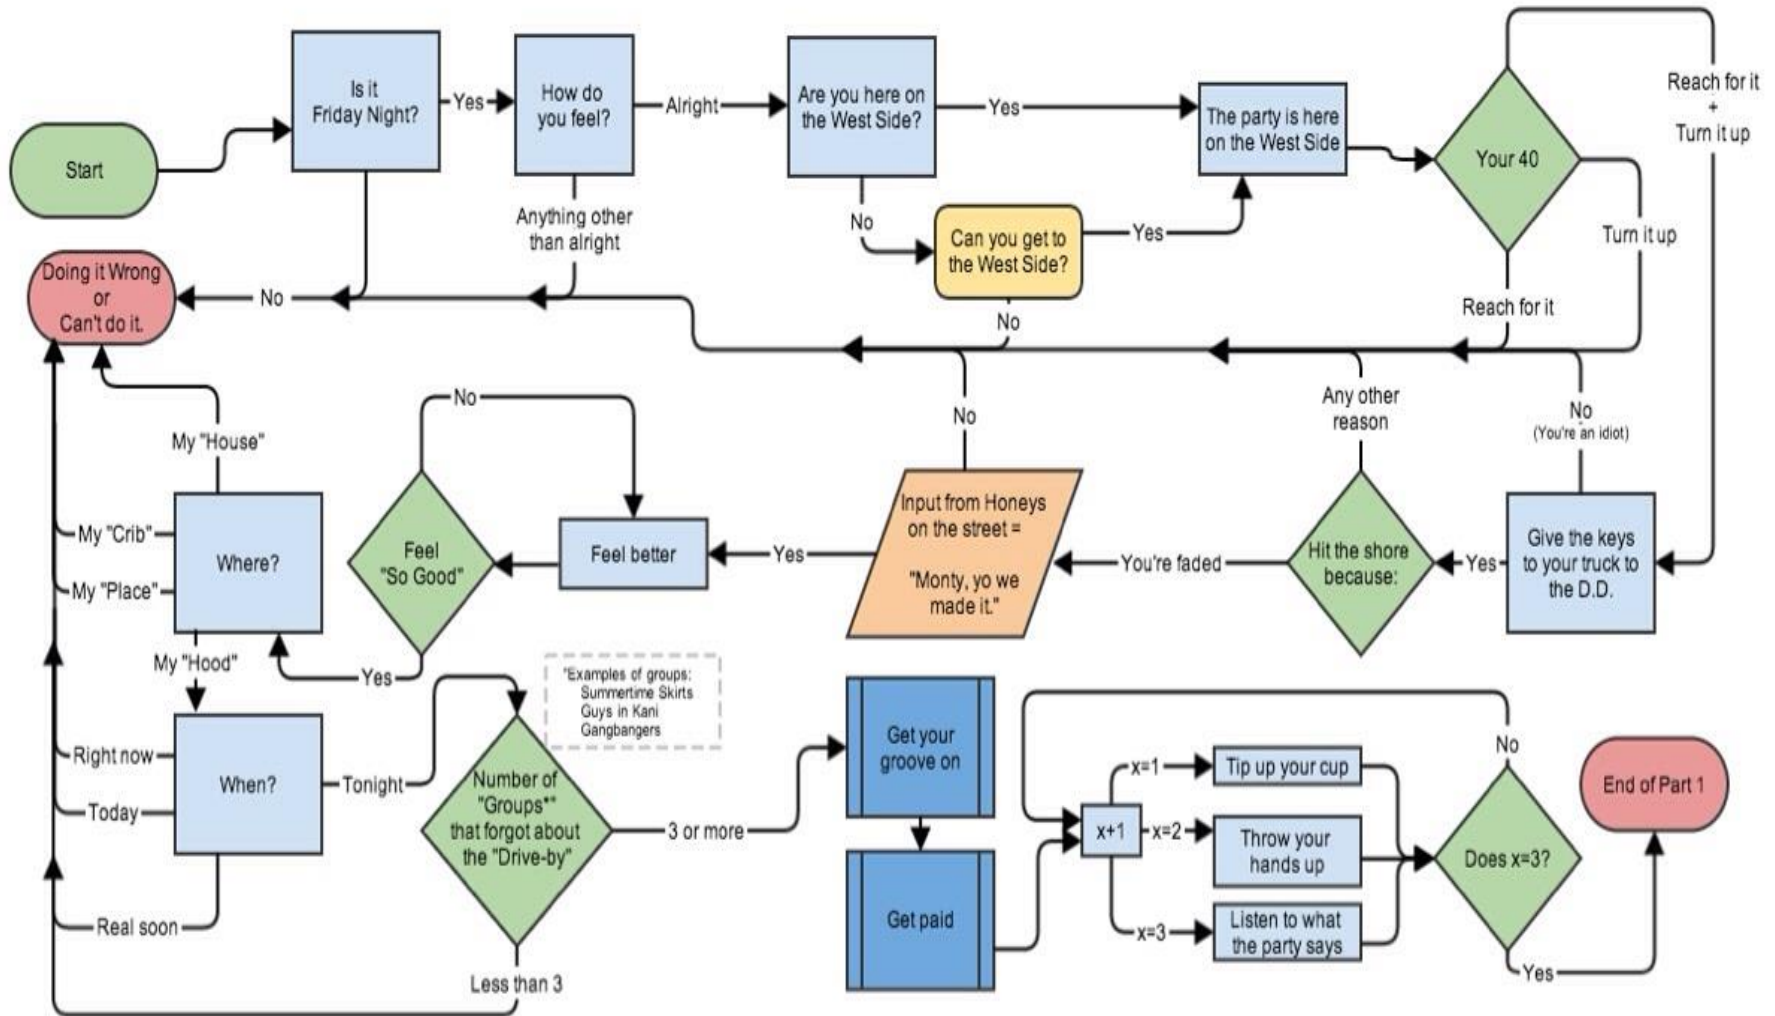 Start
Is it
Friday Night?
Yes
How do
you feel?
Alright
Are you here on
the West Side?
Yes
The party is here
on the West Side
Your 40
Reach for it
+
Turn it up
Anything other
than alright
No
Can you get to
the West Side?
Yes
Turn it up
Doing it Wrong
or
Can't do it.
No
No
Reach for it
No
My "House"
No
Any other
reason
No
(You're an idiot)
My "Crib"
My "Place"
Where?
Feel
"So Good"
Feel better
Yes
Input from Honeys
on the street =
"Monty, yo we
made it."
You're faded
Hit the shore
because:
Yes
Give the keys
to your truck to
the D.D.
My "Hood"
Yes
"Examples of groups:
Summertime Skirts
Guys in Kani
Gangbangers
Right now
Today
Real soon
When?
Tonight
Number of
"Groups*"
that forgot about
the "Drive-by"
3 or more
Less than 3
Get your
groove on
Get paid
x+1
x=1
Tip up your cup
x=2
Throw your
hands up
x=3
Listen to what
the party says
No
Does x=3?
Yes
End of Part 1